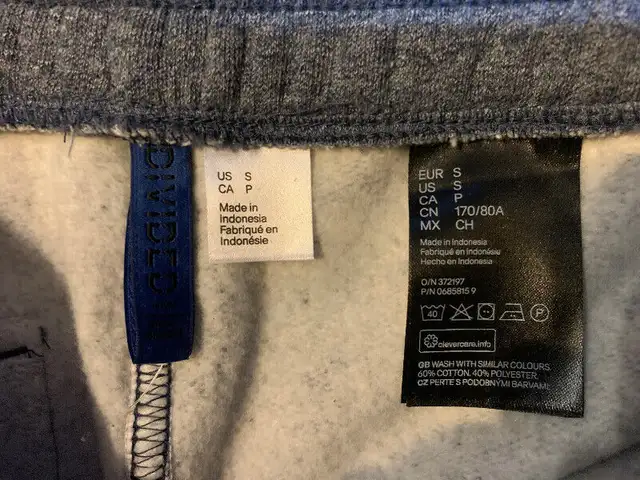 DIVIDED
US S
CA P
Made in
Indonesia
Fabriqué en
Indonésie
EUR S
US S
CA P
CN 170/80A
MX CH
Made in Indonesia
Fabriqué en Indonésie
Hecho en Indonesia
O/N 372197
P/N 0685815 9
40 P
clevercare.info
GB WASH WITH SIMILAR COLOURS.
60% COTTON. 40% POLYESTER.
CZ PERTE S PODOBNÝMI BARVAMI.